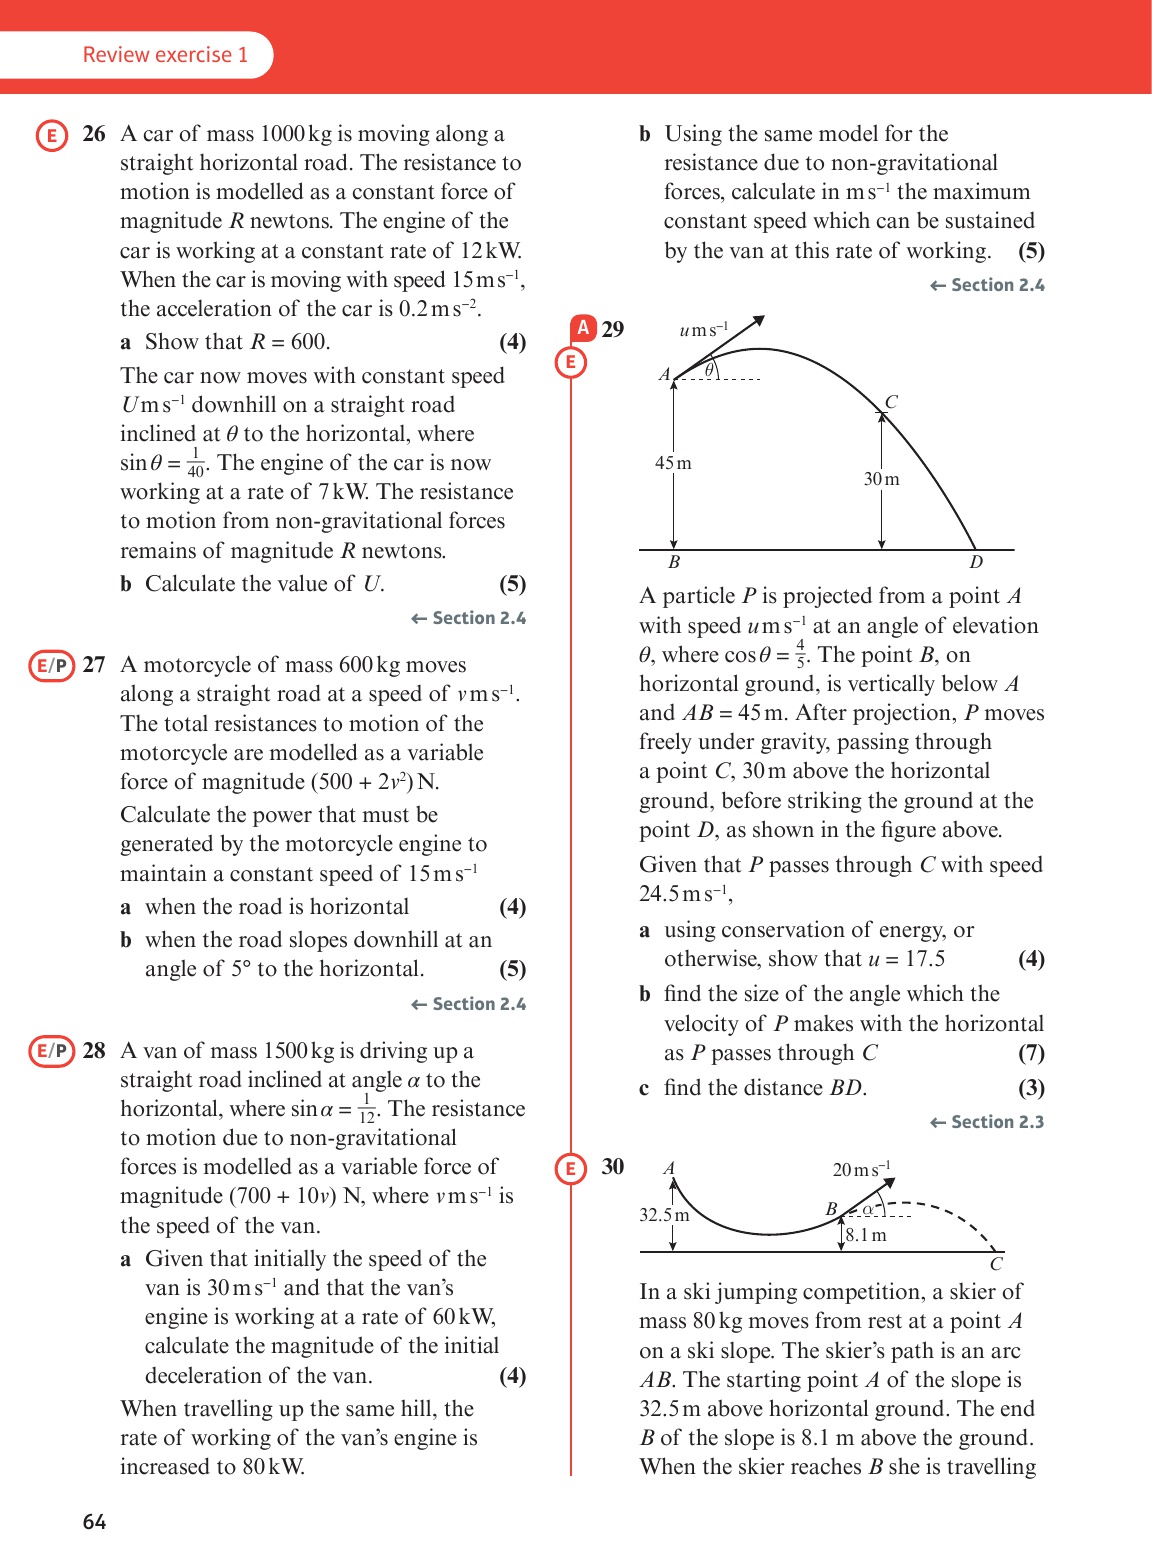 Review exercise 1
E 26 A car of mass 1000 kg is moving along a
straight horizontal road. The resistance to
motion is modelled as a constant force of
magnitude R newtons. The engine of the
car is working at a constant rate of 12 kW.
When the car is moving with speed 15 m s⁻¹,
the acceleration of the car is 0.2 m s⁻².
a Show that R = 600. (4)
The car now moves with constant speed
U m s⁻¹ downhill on a straight road
inclined at θ to the horizontal, where
sin θ = 1/40. The engine of the car is now
working at a rate of 7 kW. The resistance
to motion from non-gravitational forces
remains of magnitude R newtons.
b Calculate the value of U. (5)
← Section 2.4
E/P 27 A motorcycle of mass 600 kg moves
along a straight road at a speed of v m s⁻¹.
The total resistances to motion of the
motorcycle are modelled as a variable
force of magnitude (500 + 2v²) N.
Calculate the power that must be
generated by the motorcycle engine to
maintain a constant speed of 15 m s⁻¹
a when the road is horizontal (4)
b when the road slopes downhill at an
angle of 5° to the horizontal. (5)
← Section 2.4
E/P 28 A van of mass 1500 kg is driving up a
straight road inclined at angle α to the
horizontal, where sin α = 1/12. The resistance
to motion due to non-gravitational
forces is modelled as a variable force of
magnitude (700 + 10v) N, where v m s⁻¹ is
the speed of the van.
a Given that initially the speed of the
van is 30 m s⁻¹ and that the van's
engine is working at a rate of 60 kW,
calculate the magnitude of the initial
deceleration of the van. (4)
When travelling up the same hill, the
rate of working of the van's engine is
increased to 80 kW.
b Using the same model for the
resistance due to non-gravitational
forces, calculate in m s⁻¹ the maximum
constant speed which can be sustained
by the van at this rate of working. (5)
← Section 2.4
A 29
E
u m s⁻¹
A
θ
C
45 m
30 m
B
D
A particle P is projected from a point A
with speed u m s⁻¹ at an angle of elevation
θ, where cos θ = 4/5. The point B, on
horizontal ground, is vertically below A
and AB = 45 m. After projection, P moves
freely under gravity, passing through
a point C, 30 m above the horizontal
ground, before striking the ground at the
point D, as shown in the figure above.
Given that P passes through C with speed
24.5 m s⁻¹,
a using conservation of energy, or
otherwise, show that u = 17.5 (4)
b find the size of the angle which the
velocity of P makes with the horizontal
as P passes through C (7)
c find the distance BD. (3)
← Section 2.3
E 30
A
20 m s⁻¹
32.5 m
B
α
8.1 m
C
In a ski jumping competition, a skier of
mass 80 kg moves from rest at a point A
on a ski slope. The skier's path is an arc
AB. The starting point A of the slope is
32.5 m above horizontal ground. The end
B of the slope is 8.1 m above the ground.
When the skier reaches B she is travelling
64